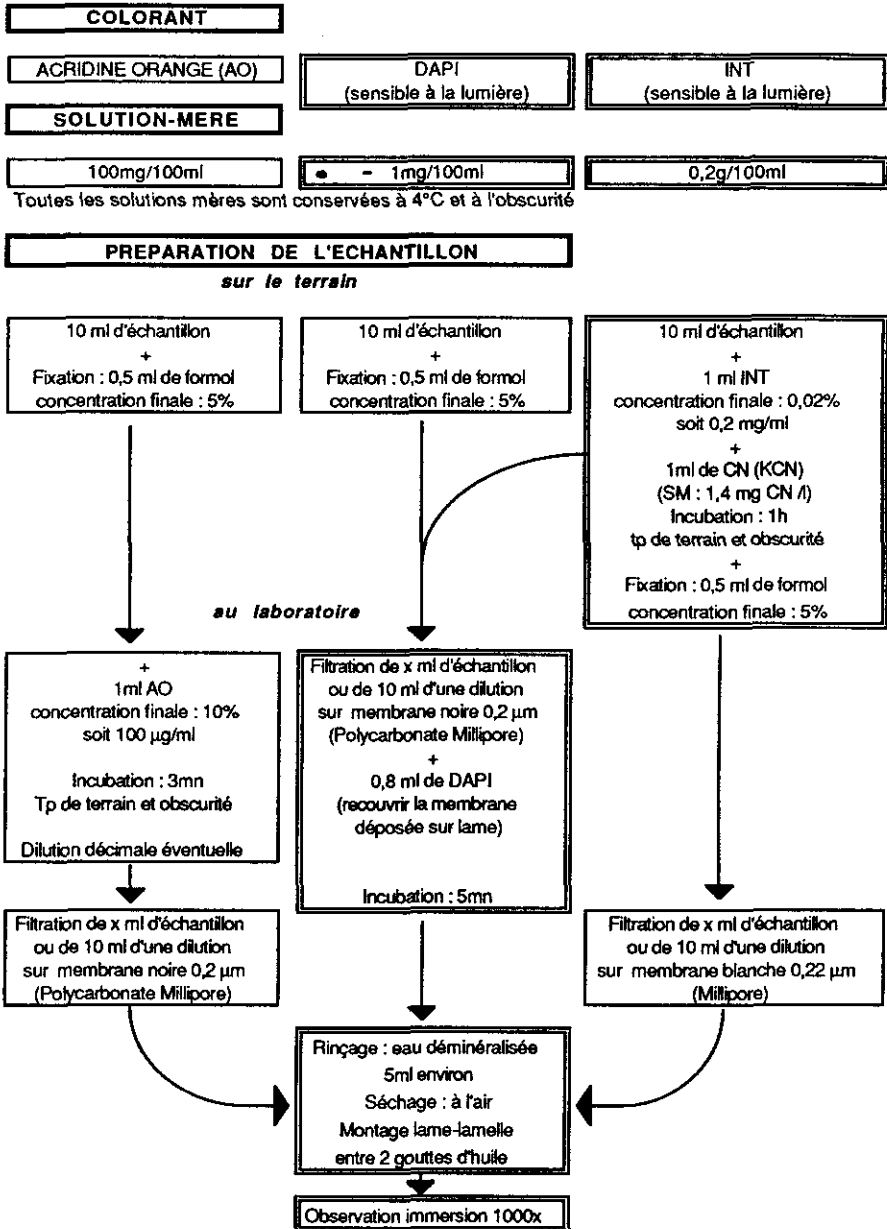 COLORANT
ACRIDINE ORANGE (AO)
DAPI
(sensible à la lumière)
INT
(sensible à la lumière)
SOLUTION-MERE
100mg/100ml
1mg/100ml
0,2g/100ml
Toutes les solutions mères sont conservées à 4°C et à l'obscurité
PREPARATION DE L'ECHANTILLON
sur le terrain
10 ml d'échantillon
+
Fixation : 0,5 ml de formol
concentration finale : 5%
10 ml d'échantillon
+
Fixation : 0,5 ml de formol
concentration finale : 5%
10 ml d'échantillon
+
1 ml INT
concentration finale : 0,02%
soit 0,2 mg/ml
+
1ml de CN (KCN)
(SM : 1,4 mg CN /l)
Incubation : 1h
tp de terrain et obscurité
+
Fixation : 0,5 ml de formol
concentration finale : 5%
au laboratoire
+
1ml AO
concentration finale : 10%
soit 100 µg/ml
Incubation : 3mn
Tp de terrain et obscurité
Dilution décimale éventuelle
Filtration de x ml d'échantillon
ou de 10 ml d'une dilution
sur membrane noire 0,2 µm
(Polycarbonate Millipore)
+
0,8 ml de DAPI
(recouvrir la membrane
déposée sur lame)
Incubation : 5mn
Filtration de x ml d'échantillon
ou de 10 ml d'une dilution
sur membrane noire 0,2 µm
(Polycarbonate Millipore)
Filtration de x ml d'échantillon
ou de 10 ml d'une dilution
sur membrane blanche 0,22 µm
(Millipore)
Rinçage : eau déminéralisée
5ml environ
Séchage : à l'air
Montage lame-lamelle
entre 2 gouttes d'huile
Observation immersion 1000x